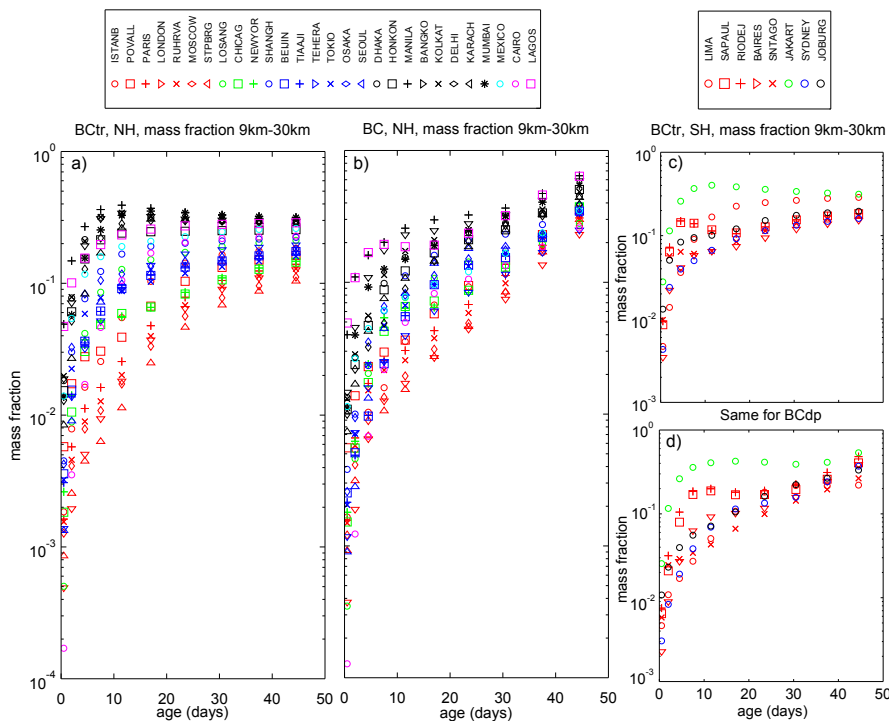 ISTANB
POVALL
PARIS
LONDON
RUHRVA
MOSCOW
STPBRG
LOSANG
CHICAG
NEWYOR
SHANGH
BEIJIN
TIAAJI
TEHERA
TOKIO
OSAKA
SEOUL
DHAKA
HONKON
MANILA
BANGKO
KOLKAT
DELHI
KARACH
MUMBAI
MEXICO
CAIRO
LAGOS
LIMA
SAPAUL
RIODEJ
BAIRES
SNTAGO
JAKART
SYDNEY
JOBURG
BCtr, NH, mass fraction 9km-30km
a)
10^0
10^-1
10^-2
10^-3
10^-4
mass fraction
0 10 20 30 40 50
age (days)
BC, NH, mass fraction 9km-30km
b)
0 10 20 30 40 50
age (days)
BCtr, SH, mass fraction 9km-30km
c)
10^0
10^-1
10^-2
10^-3
mass fraction
Same for BCdp
d)
10^0
10^-1
10^-2
10^-3
mass fraction
0 10 20 30 40 50
age (days)